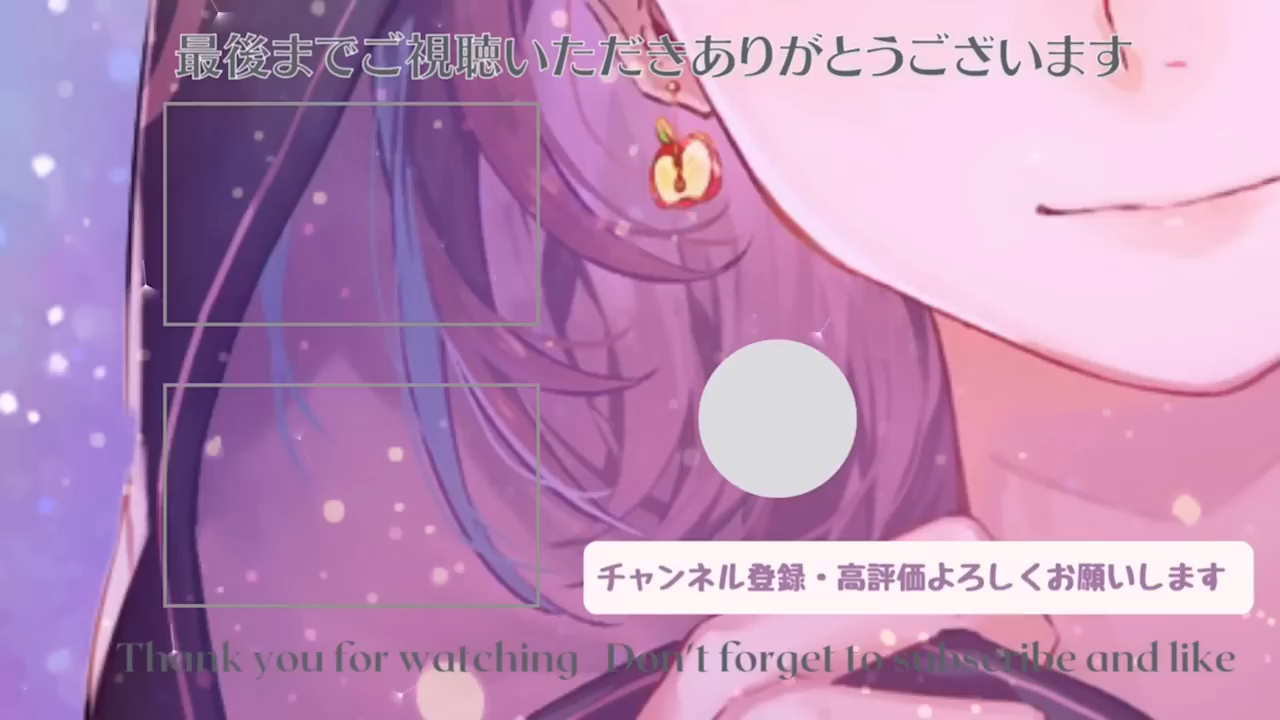 最後までご視聴いただきありがとうございます
チャンネル登録・高評価よろしくお願いします
Thank you for watching Don't forget to subscribe and like